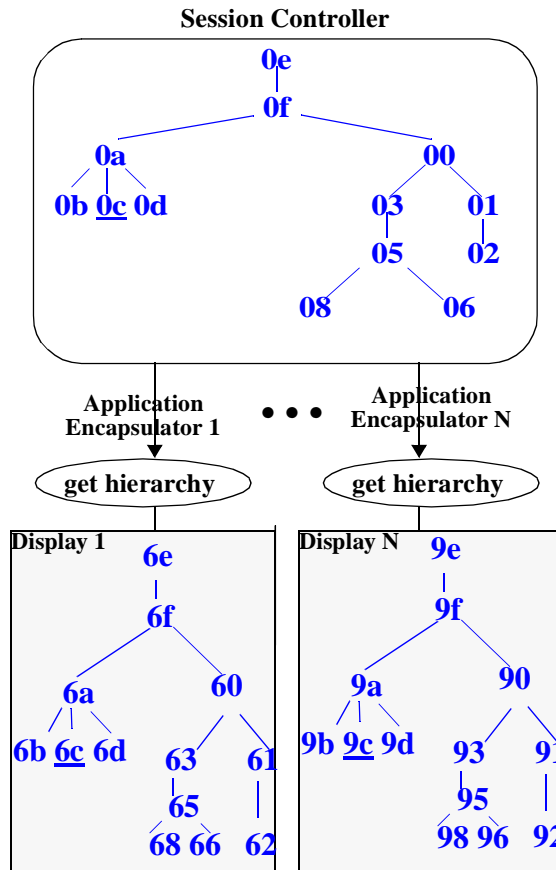 Session Controller
0e
0f
0a 00
0b 0c 0d 03 01
05 02
08 06
Application
Encapsulator 1
• • •
Application
Encapsulator N
get hierarchy
get hierarchy
Display 1
6e
6f
6a 60
6b 6c 6d 63 61
65
68 66 62
Display N
9e
9f
9a 90
9b 9c 9d 93 91
95
98 96 92